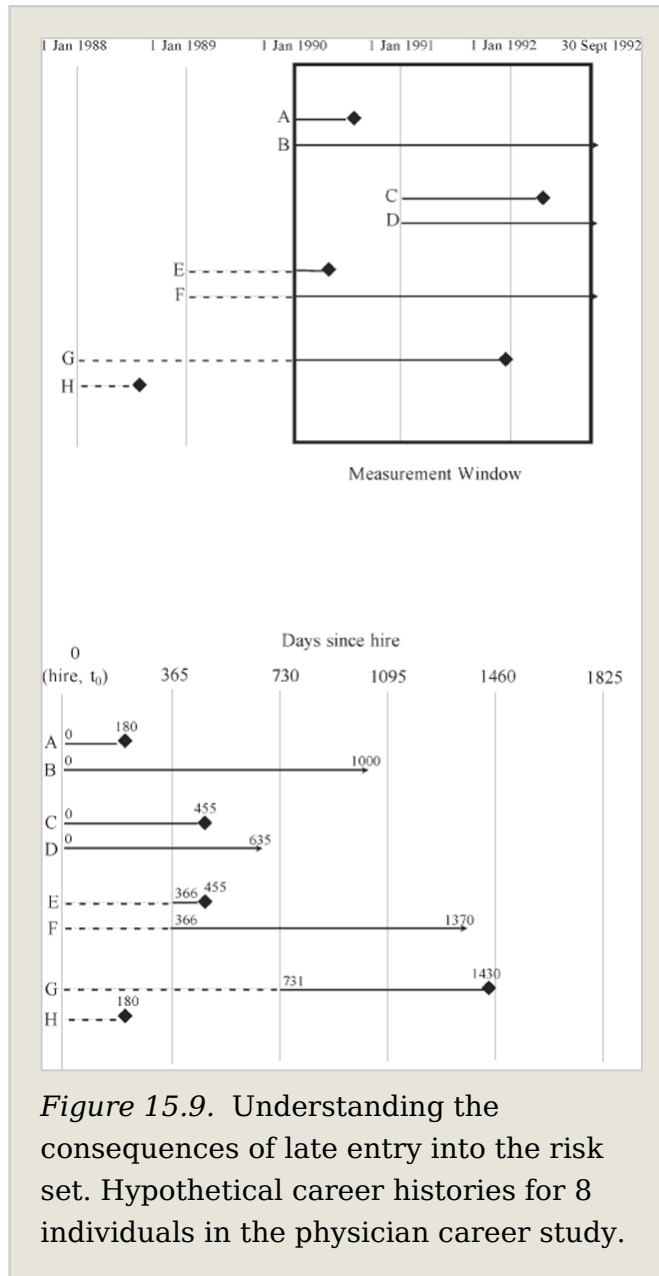 1 Jan 1988 1 Jan 1989 1 Jan 1990 1 Jan 1991 1 Jan 1992 30 Sept 1992
A
B
C
D
E
F
G
H
Measurement Window
Days since hire
0
(hire, t₀) 365 730 1095 1460 1825
A 0 180
B 0 1000
C 0 455
D 0 635
E 366 455
F 366 1370
G 731 1430
H 180
Figure 15.9. Understanding the
consequences of late entry into the risk
set. Hypothetical career histories for 8
individuals in the physician career study.